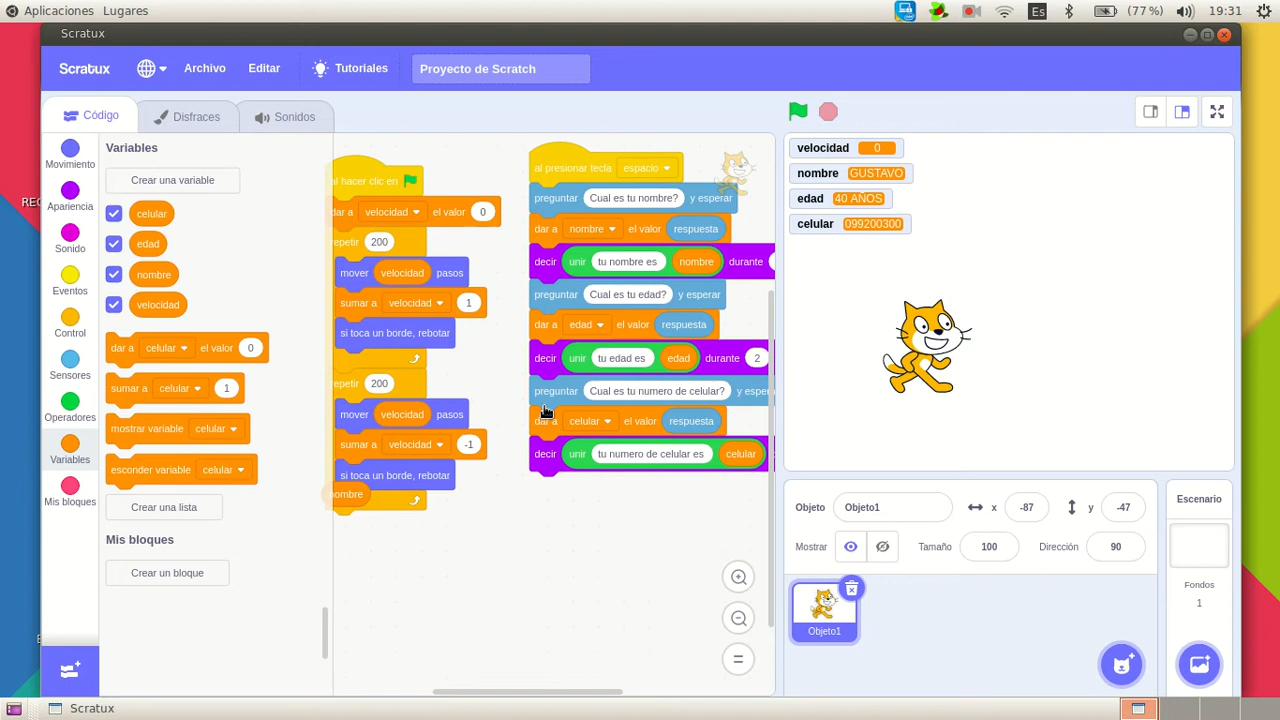 Aplicaciones Lugares
Es
(77 %)
19:31
Scratux
Scratux Archivo Editar Tutoriales Proyecto de Scratch
Código Disfraces Sonidos
Movimiento
Apariencia
Sonido
Eventos
Control
Sensores
Operadores
Variables
Mis bloques
Variables
Crear una variable
celular
edad
nombre
velocidad
dar a celular el valor 0
sumar a celular 1
mostrar variable celular
esconder variable celular
Crear una lista
Mis bloques
Crear un bloque
al hacer clic en
dar a velocidad el valor 0
repetir 200
mover velocidad pasos
sumar a velocidad 1
si toca un borde, rebotar
repetir 200
mover velocidad pasos
sumar a velocidad -1
si toca un borde, rebotar
nombre
al presionar tecla espacio
preguntar Cual es tu nombre? y esperar
dar a nombre el valor respuesta
decir unir tu nombre es nombre durante
preguntar Cual es tu edad? y esperar
dar a edad el valor respuesta
decir unir tu edad es edad durante 2
preguntar Cual es tu numero de celular? y esper
dar a celular el valor respuesta
decir unir tu numero de celular es celular
velocidad 0
nombre GUSTAVO
edad 40 AÑOS
celular 099200300
Objeto Objeto1 x -87 y -47
Mostrar Tamaño 100 Dirección 90
Objeto1
Escenario
Fondos
1
Scratux